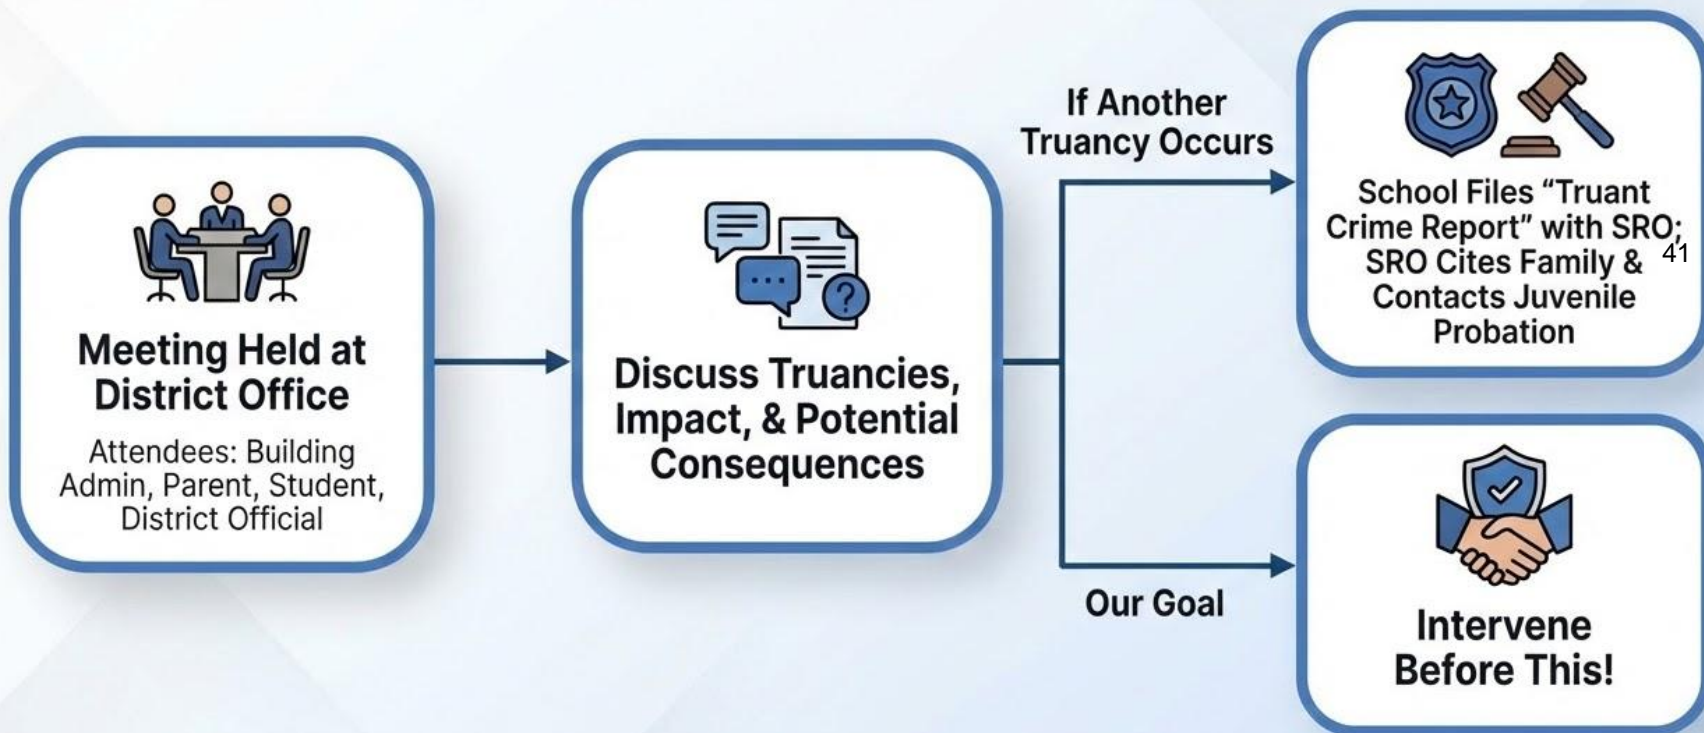 Meeting Held at
District Office
Attendees: Building
Admin, Parent, Student,
District Official
Discuss Truancies,
Impact, & Potential
Consequences
If Another
Truancy Occurs
School Files “Truant
Crime Report” with SRO;
SRO Cites Family &
Contacts Juvenile
Probation
41
Our Goal
Intervene
Before This!